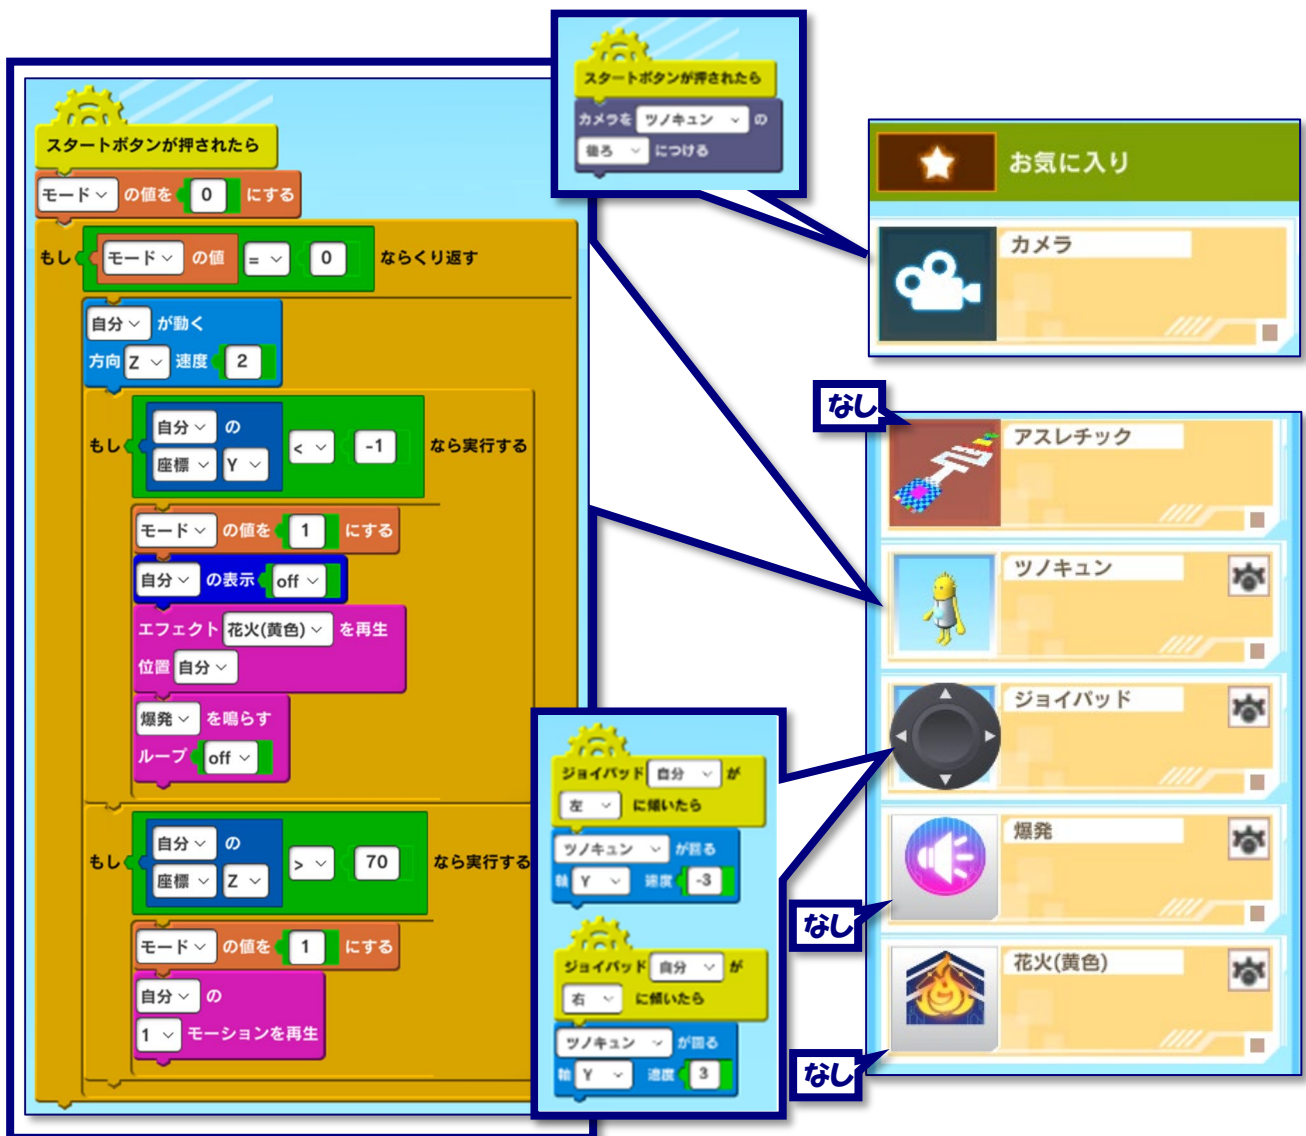 スタートボタンが押されたら
モード の値を 0 にする
もし モード の値 = 0 ならくり返す
自分 が動く
方向 Z 速度 2
もし 自分 の 座標 Y < -1 なら実行する
モード の値を 1 にする
自分 の表示 off
エフェクト 花火(黄色) を再生
位置 自分
爆発 を鳴らす
ループ off
もし 自分 の 座標 Z > 70 なら実行する
モード の値を 1 にする
自分 の
1 モーションを再生
スタートボタンが押されたら
カメラを ツノキュン の
後ろ につける
ジョイパッド 自分 が
左 に傾いたら
ツノキュン が回る
軸 Y 速度 -3
ジョイパッド 自分 が
右 に傾いたら
ツノキュン が回る
軸 Y 速度 3
お気に入り
カメラ
なし
アスレチック
ツノキュン
ジョイパッド
爆発
なし
花火(黄色)
なし